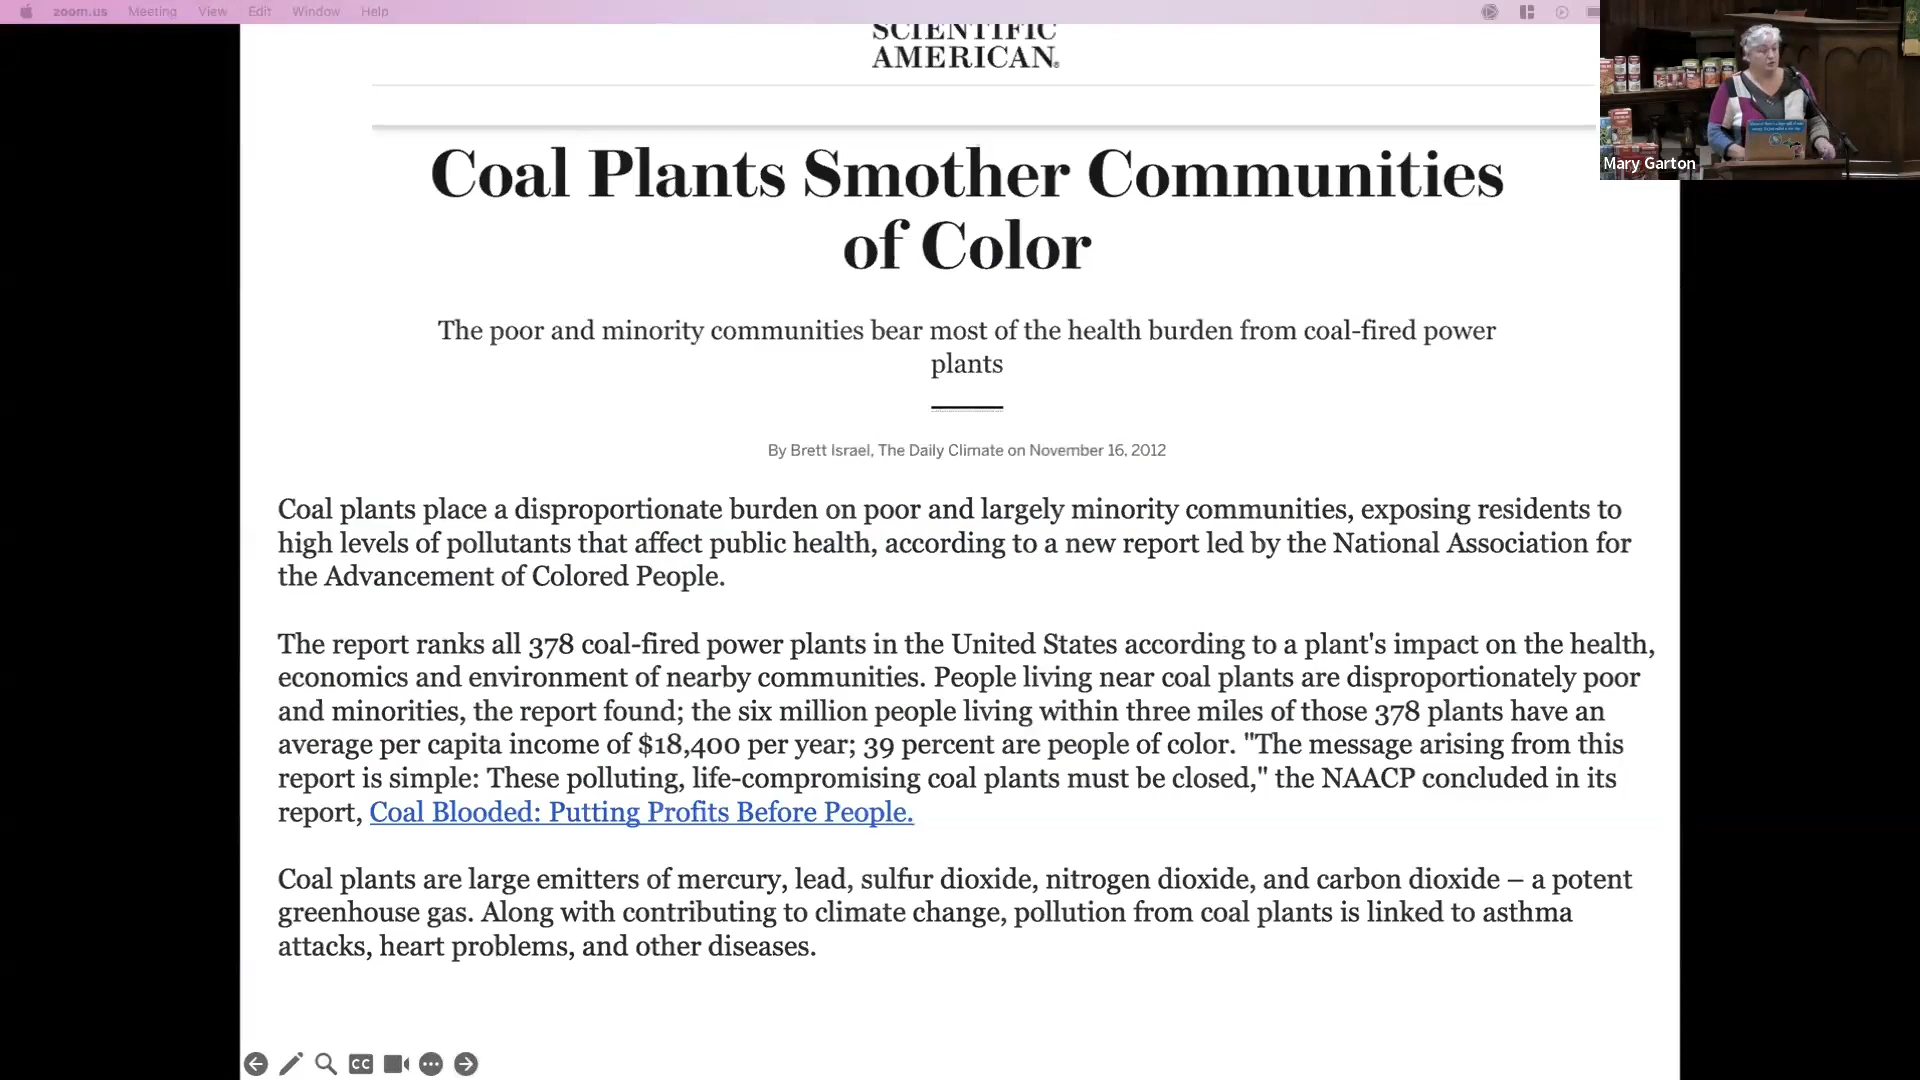 zoom.us Meeting View Edit Window Help
SCIENTIFIC
AMERICAN®
Mary Garton
Coal Plants Smother Communities
of Color
The poor and minority communities bear most of the health burden from coal-fired power
plants
By Brett Israel, The Daily Climate on November 16, 2012
Coal plants place a disproportionate burden on poor and largely minority communities, exposing residents to
high levels of pollutants that affect public health, according to a new report led by the National Association for
the Advancement of Colored People.
The report ranks all 378 coal-fired power plants in the United States according to a plant's impact on the health,
economics and environment of nearby communities. People living near coal plants are disproportionately poor
and minorities, the report found; the six million people living within three miles of those 378 plants have an
average per capita income of $18,400 per year; 39 percent are people of color. "The message arising from this
report is simple: These polluting, life-compromising coal plants must be closed," the NAACP concluded in its
report, Coal Blooded: Putting Profits Before People.
Coal plants are large emitters of mercury, lead, sulfur dioxide, nitrogen dioxide, and carbon dioxide – a potent
greenhouse gas. Along with contributing to climate change, pollution from coal plants is linked to asthma
attacks, heart problems, and other diseases.
CC